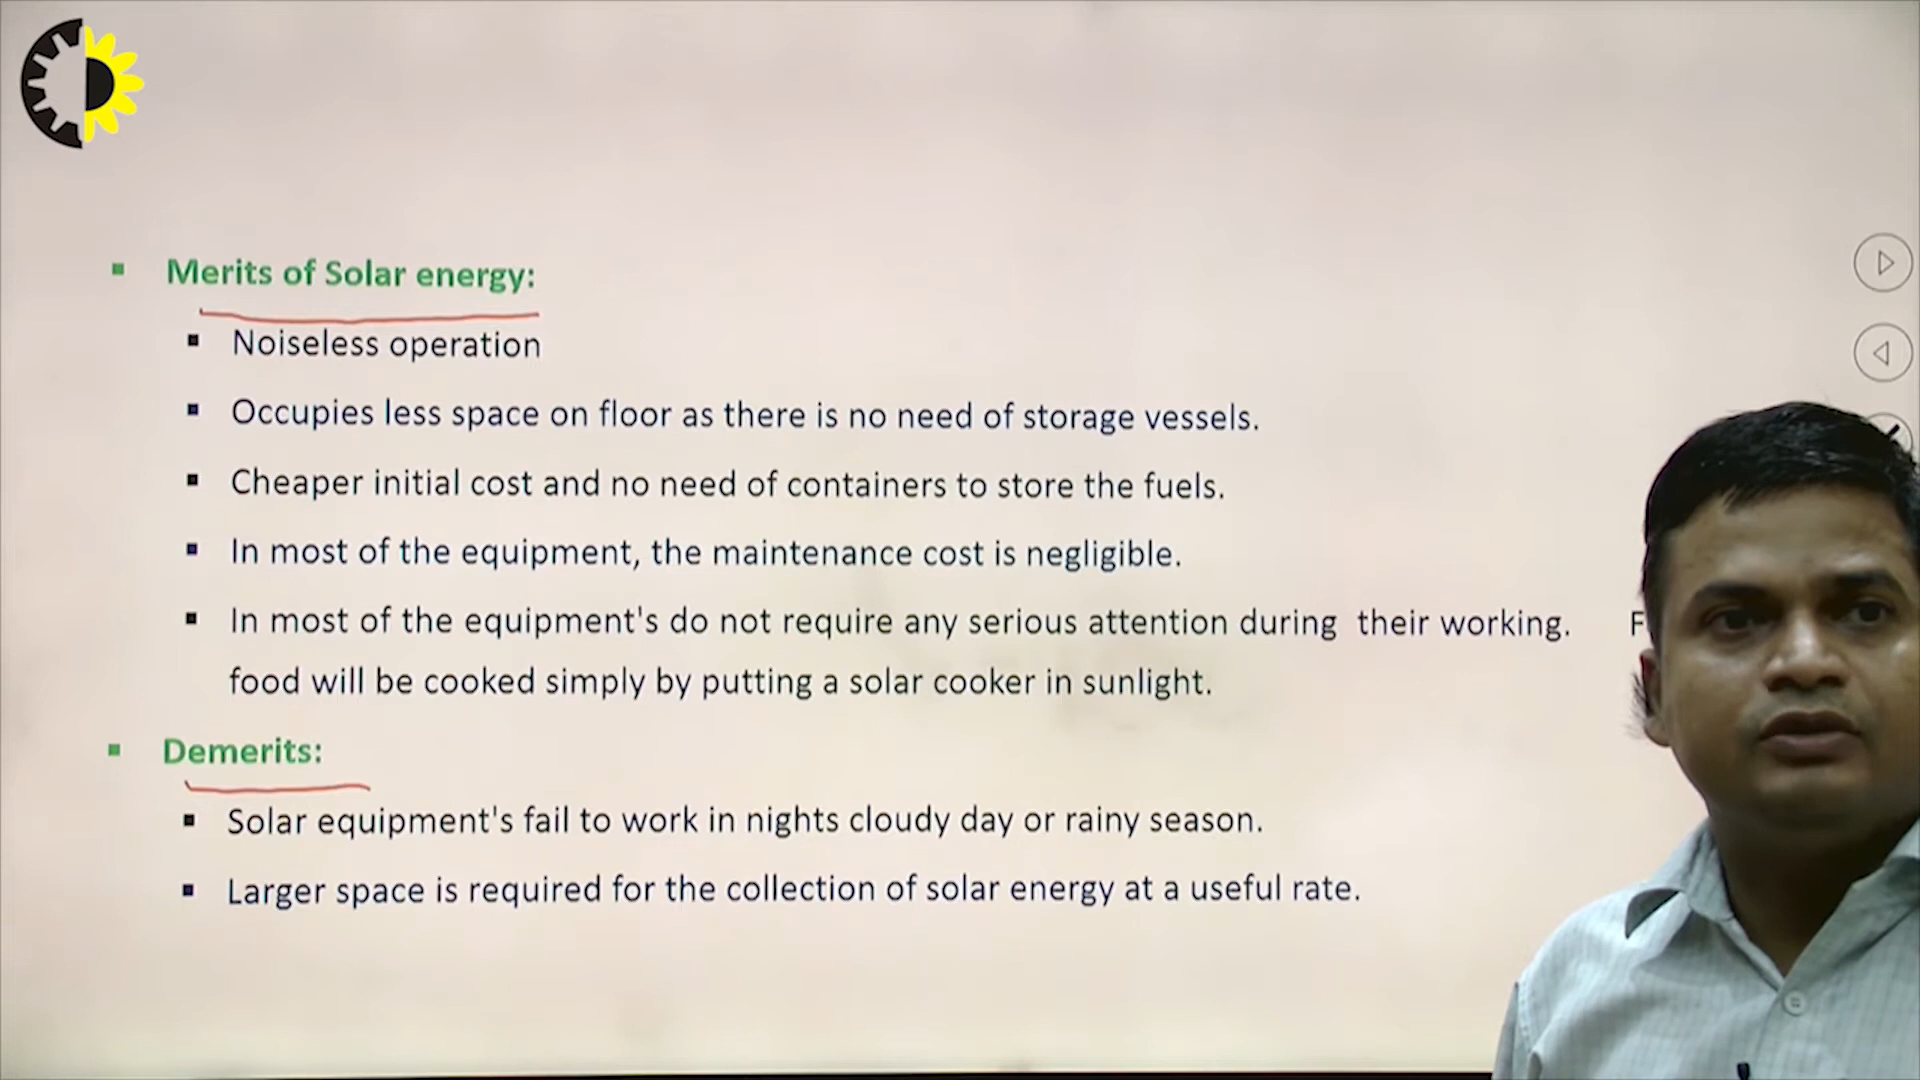 ▪ Merits of Solar energy:
▪ Noiseless operation
▪ Occupies less space on floor as there is no need of storage vessels.
▪ Cheaper initial cost and no need of containers to store the fuels.
▪ In most of the equipment, the maintenance cost is negligible.
▪ In most of the equipment's do not require any serious attention during their working.
food will be cooked simply by putting a solar cooker in sunlight.
▪ Demerits:
▪ Solar equipment's fail to work in nights cloudy day or rainy season.
▪ Larger space is required for the collection of solar energy at a useful rate.